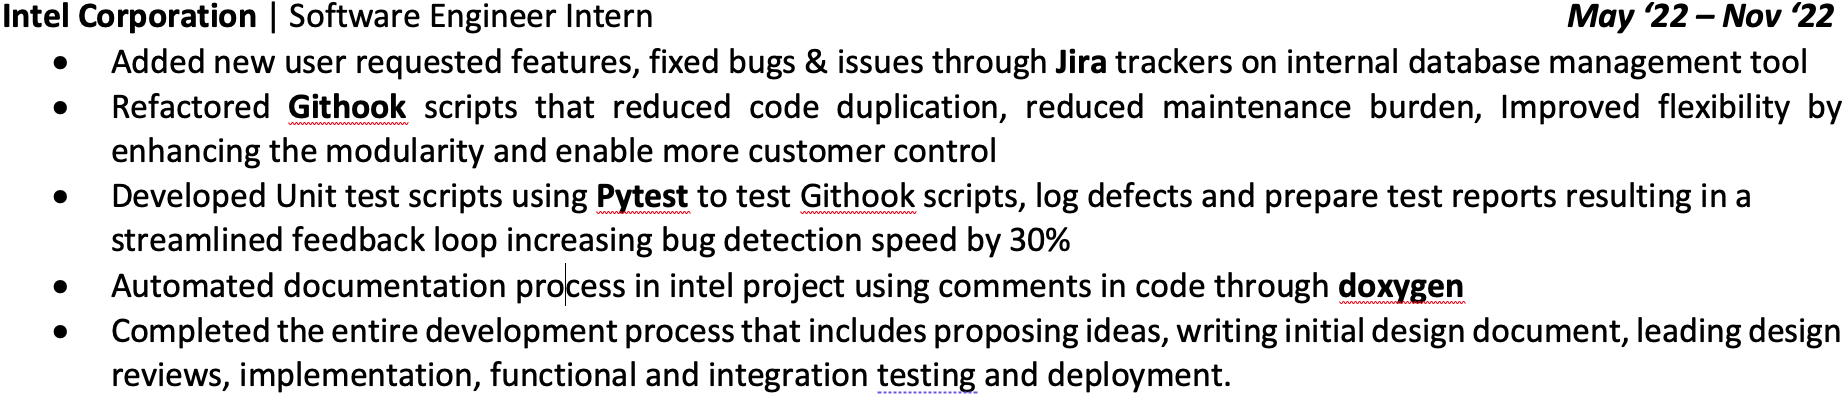 Intel Corporation | Software Engineer Intern May ‘22 – Nov ‘22
• Added new user requested features, fixed bugs & issues through Jira trackers on internal database management tool
• Refactored Githook scripts that reduced code duplication, reduced maintenance burden, Improved flexibility by
enhancing the modularity and enable more customer control
• Developed Unit test scripts using Pytest to test Githook scripts, log defects and prepare test reports resulting in a
streamlined feedback loop increasing bug detection speed by 30%
• Automated documentation process in intel project using comments in code through doxygen
• Completed the entire development process that includes proposing ideas, writing initial design document, leading design
reviews, implementation, functional and integration testing and deployment.